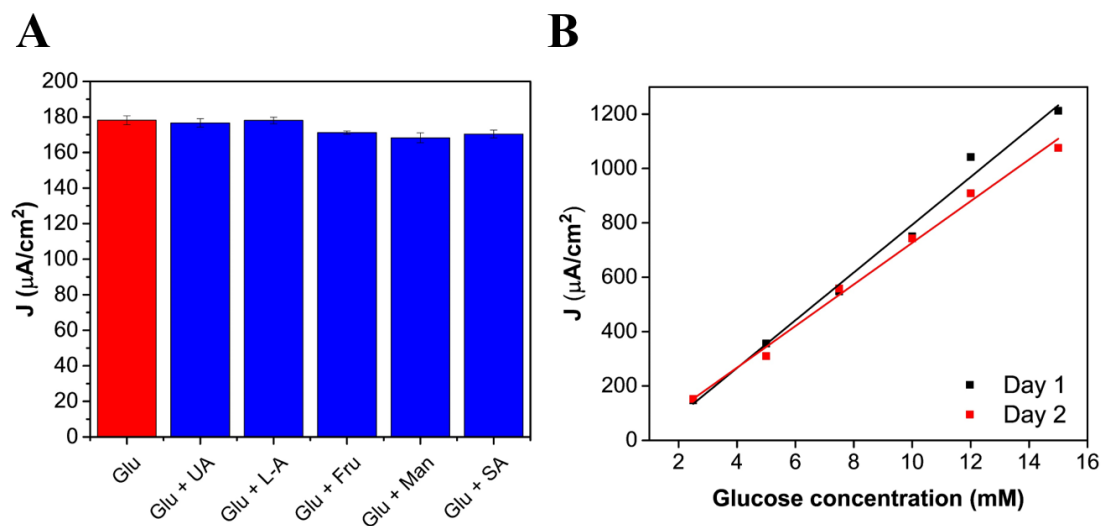 A
B
200
180
160
140
120
100
80
60
40
20
0
J (µA/cm²)
Glu
Glu + UA
Glu + L-A
Glu + Fru
Glu + Man
Glu + SA
1200
1000
800
600
400
200
0
J (µA/cm²)
Day 1
Day 2
2 4 6 8 10 12 14 16
Glucose concentration (mM)